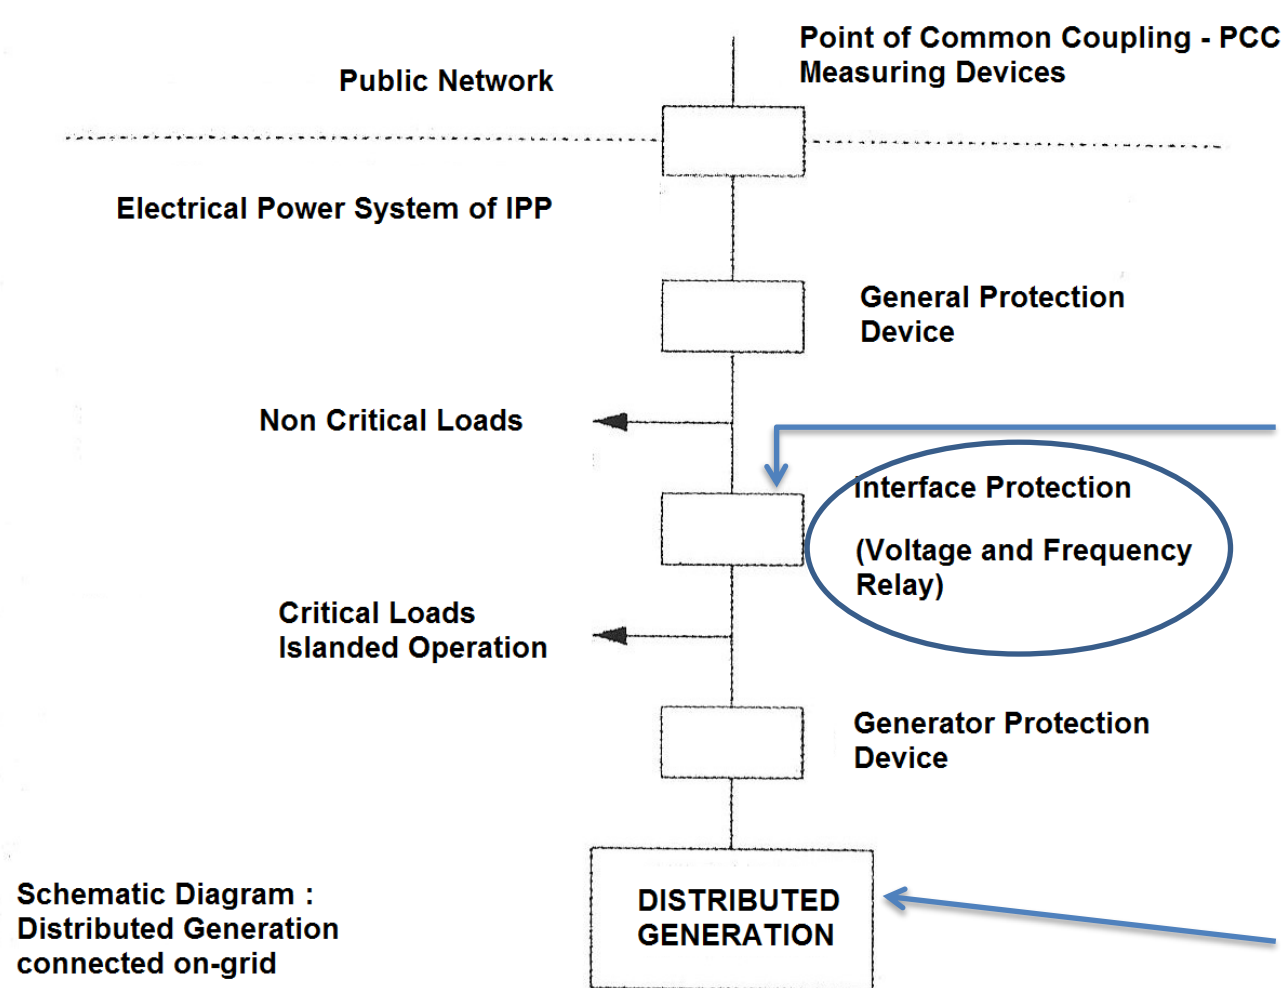 Point of Common Coupling - PCC
Measuring Devices
Public Network
Electrical Power System of IPP
General Protection
Device
Non Critical Loads
Interface Protection
(Voltage and Frequency
Relay)
Critical Loads
Islanded Operation
Generator Protection
Device
DISTRIBUTED
GENERATION
Schematic Diagram :
Distributed Generation
connected on-grid